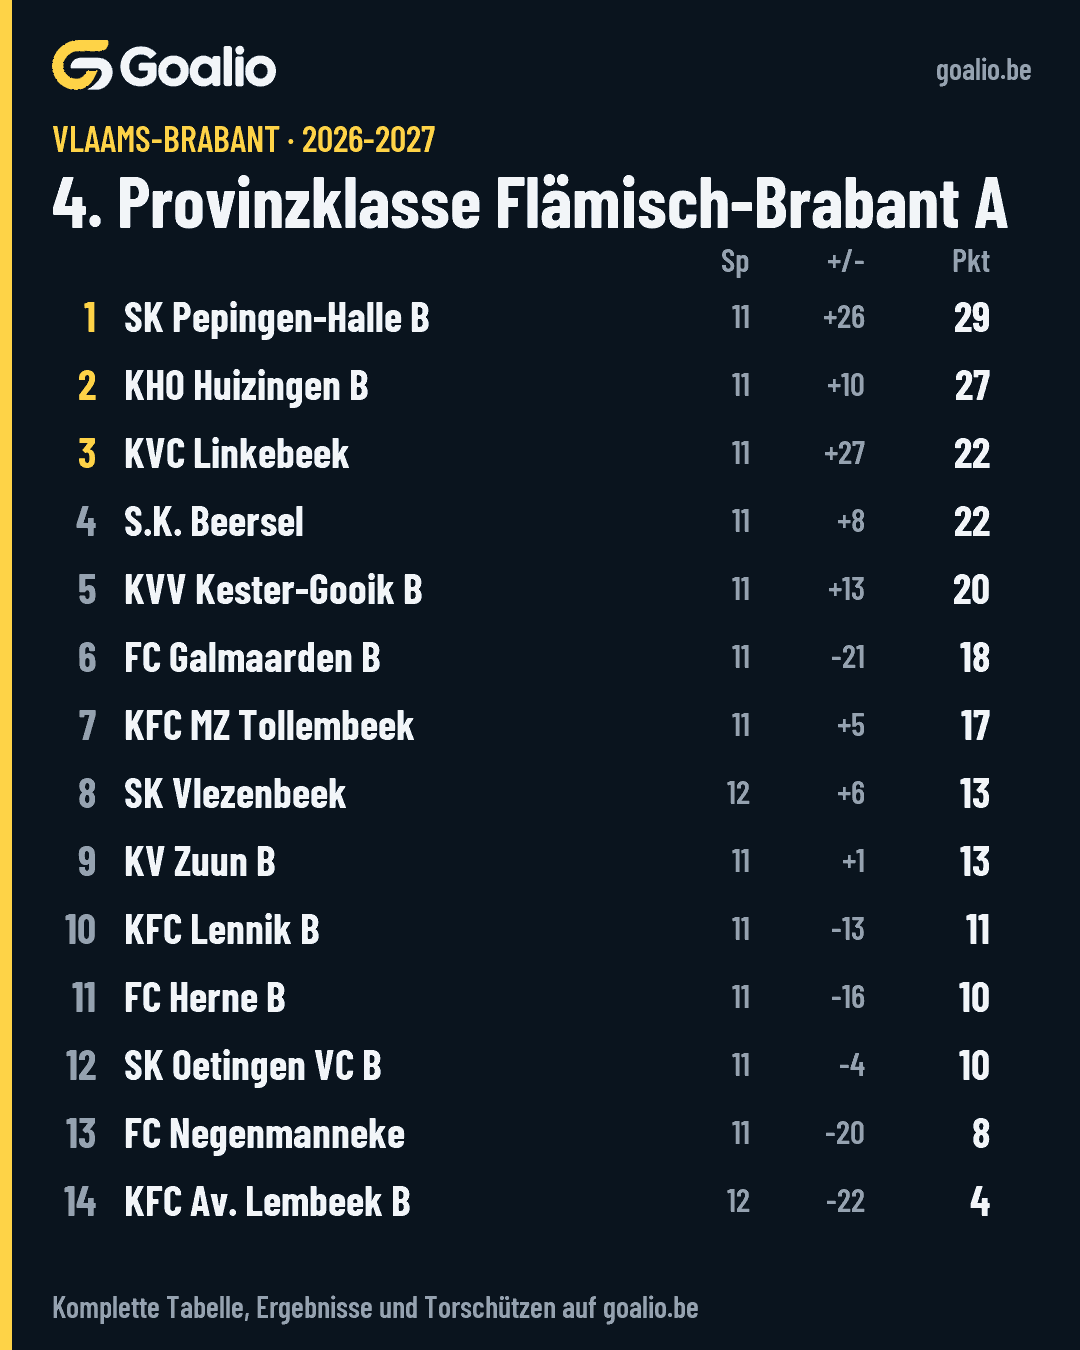 Goalio
goalio.be
VLAAMS-BRABANT · 2026-2027
4. Provinzklasse Flämisch-Brabant A
Sp +/- Pkt
1 SK Pepingen-Halle B 11 +26 29
2 KHO Huizingen B 11 +10 27
3 KVC Linkebeek 11 +27 22
4 S.K. Beersel 11 +8 22
5 KVV Kester-Gooik B 11 +13 20
6 FC Galmaarden B 11 -21 18
7 KFC MZ Tollembeek 11 +5 17
8 SK Vlezenbeek 12 +6 13
9 KV Zuun B 11 +1 13
10 KFC Lennik B 11 -13 11
11 FC Herne B 11 -16 10
12 SK Oetingen VC B 11 -4 10
13 FC Negenmanneke 11 -20 8
14 KFC Av. Lembeek B 12 -22 4
Komplette Tabelle, Ergebnisse und Torschützen auf goalio.be